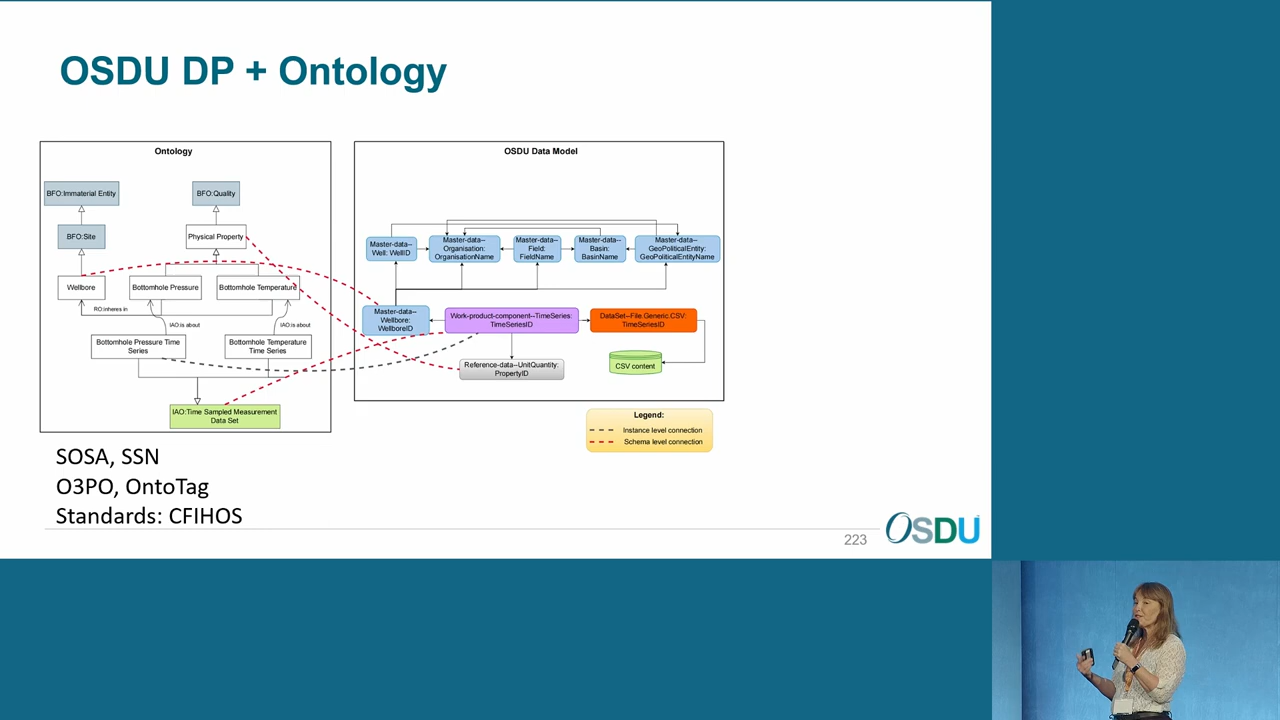 OSDU DP + Ontology
Ontology
BFO:Immaterial Entity
BFO:Quality
BFO:Site
Physical Property
Wellbore
Bottomhole Pressure
Bottomhole Temperature
RO:inheres in
IAO:is about
IAO:is about
Bottomhole Pressure Time
Series
Bottomhole Temperature
Time Series
IAO:Time Sampled Measurement
Data Set
OSDU Data Model
Master-data--
Well: WellID
Master-data--
Organisation:
OrganisationName
Master-data--
Field:
FieldName
Master-data--
Basin:
BasinName
Master-data--
GeoPoliticalEntity:
GeoPoliticalEntityName
Master-data--
Wellbore:
WellboreID
Work-product-component--TimeSeries:
TimeSeriesID
DataSet--File.Generic.CSV:
TimeSeriesID
Reference-data--UnitQuantity:
PropertyID
CSV content
Legend:
Instance level connection
Schema level connection
SOSA, SSN
O3PO, OntoTag
Standards: CFIHOS
223
OSDU